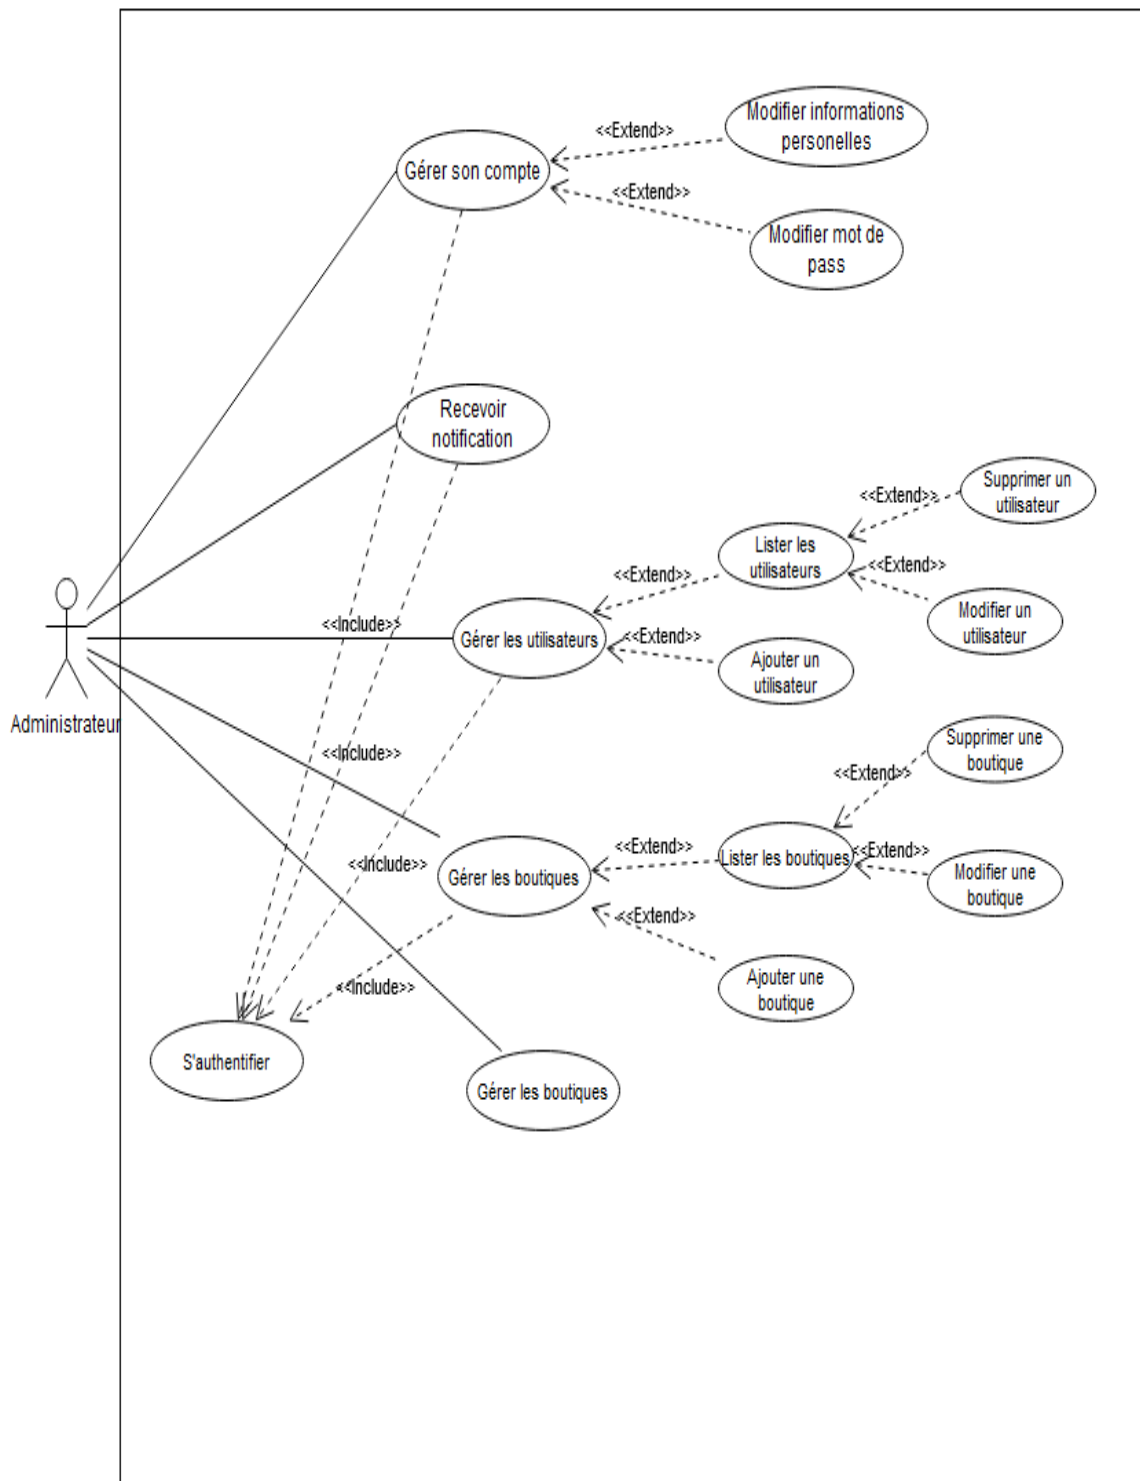 Modifier informations
personelles
<<Extend>>
Gérer son compte
<<Extend>>
Modifier mot de
pass
Recevoir
notification
Supprimer un
utilisateur
<<Extend>>
Lister les
utilisateurs
<<Extend>>
<<Extend>>
Modifier un
utilisateur
<<Include>>
Gérer les utilisateurs
<<Extend>>
Ajouter un
utilisateur
Administrateur
Supprimer une
boutique
<<Include>>
<<Extend>>
<<Extend>>
Lister les boutiques
<<Extend>>
<<Include>>
Gérer les boutiques
Modifier une
boutique
<<Extend>>
Ajouter une
boutique
<<Include>>
S'authentifier
Gérer les boutiques